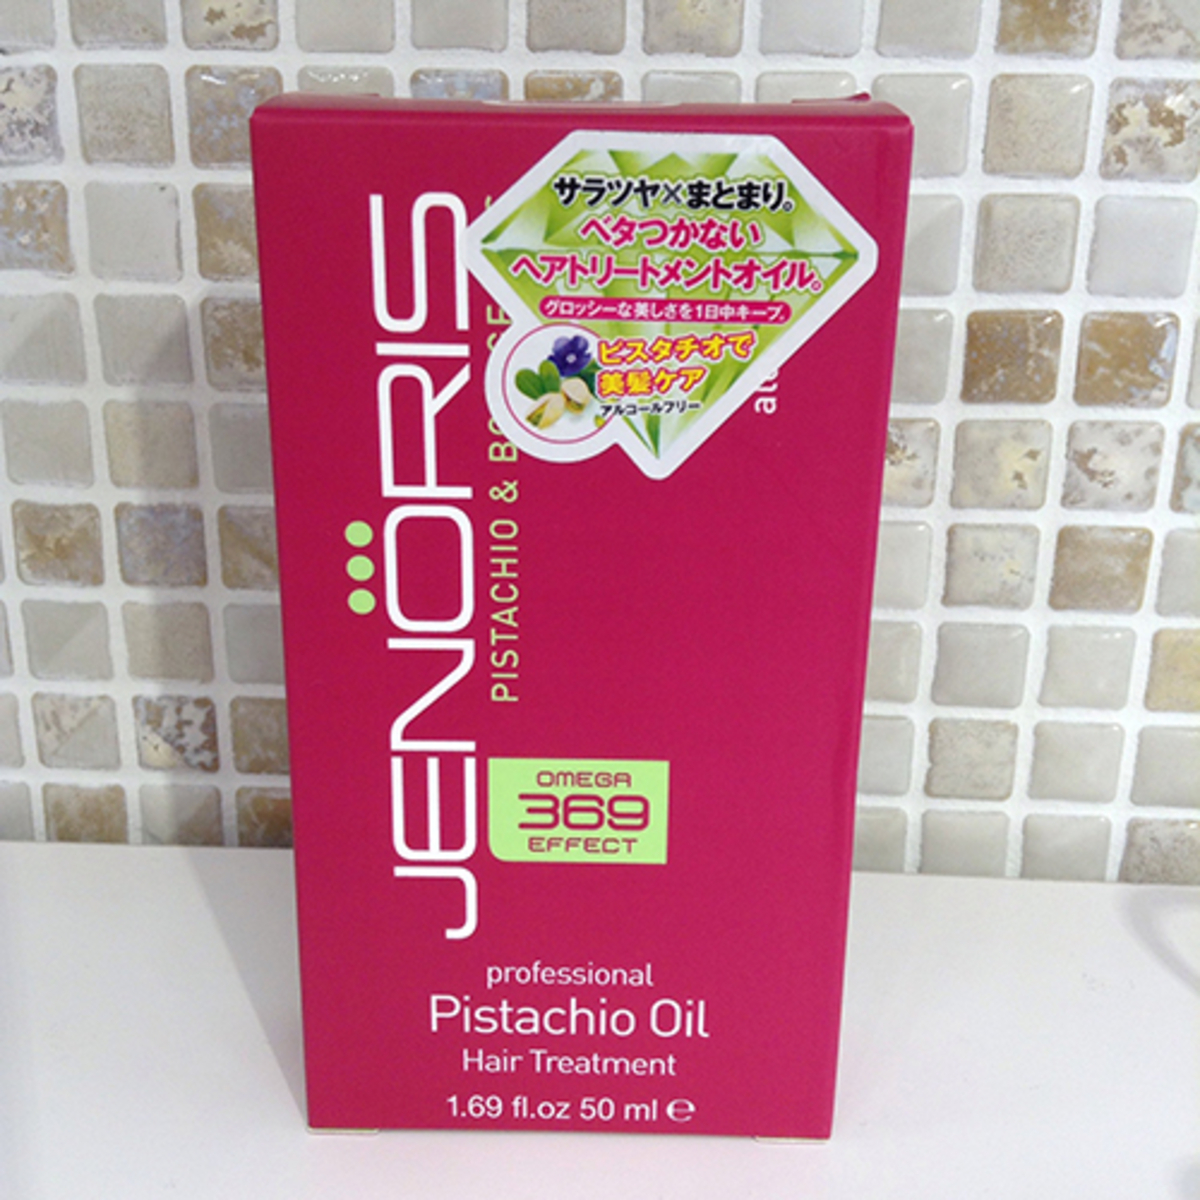 サラツヤ×まとまり。
ベタつかない
ヘアトリートメントオイル。
グロッシーな美しさを1日中キープ。
ピスタチオで
美髪ケア
アルコールフリー
JENÖRIS
PISTACHIO &
OMEGA
369
EFFECT
professional
Pistachio Oil
Hair Treatment
1.69 fl.oz 50 ml ℮